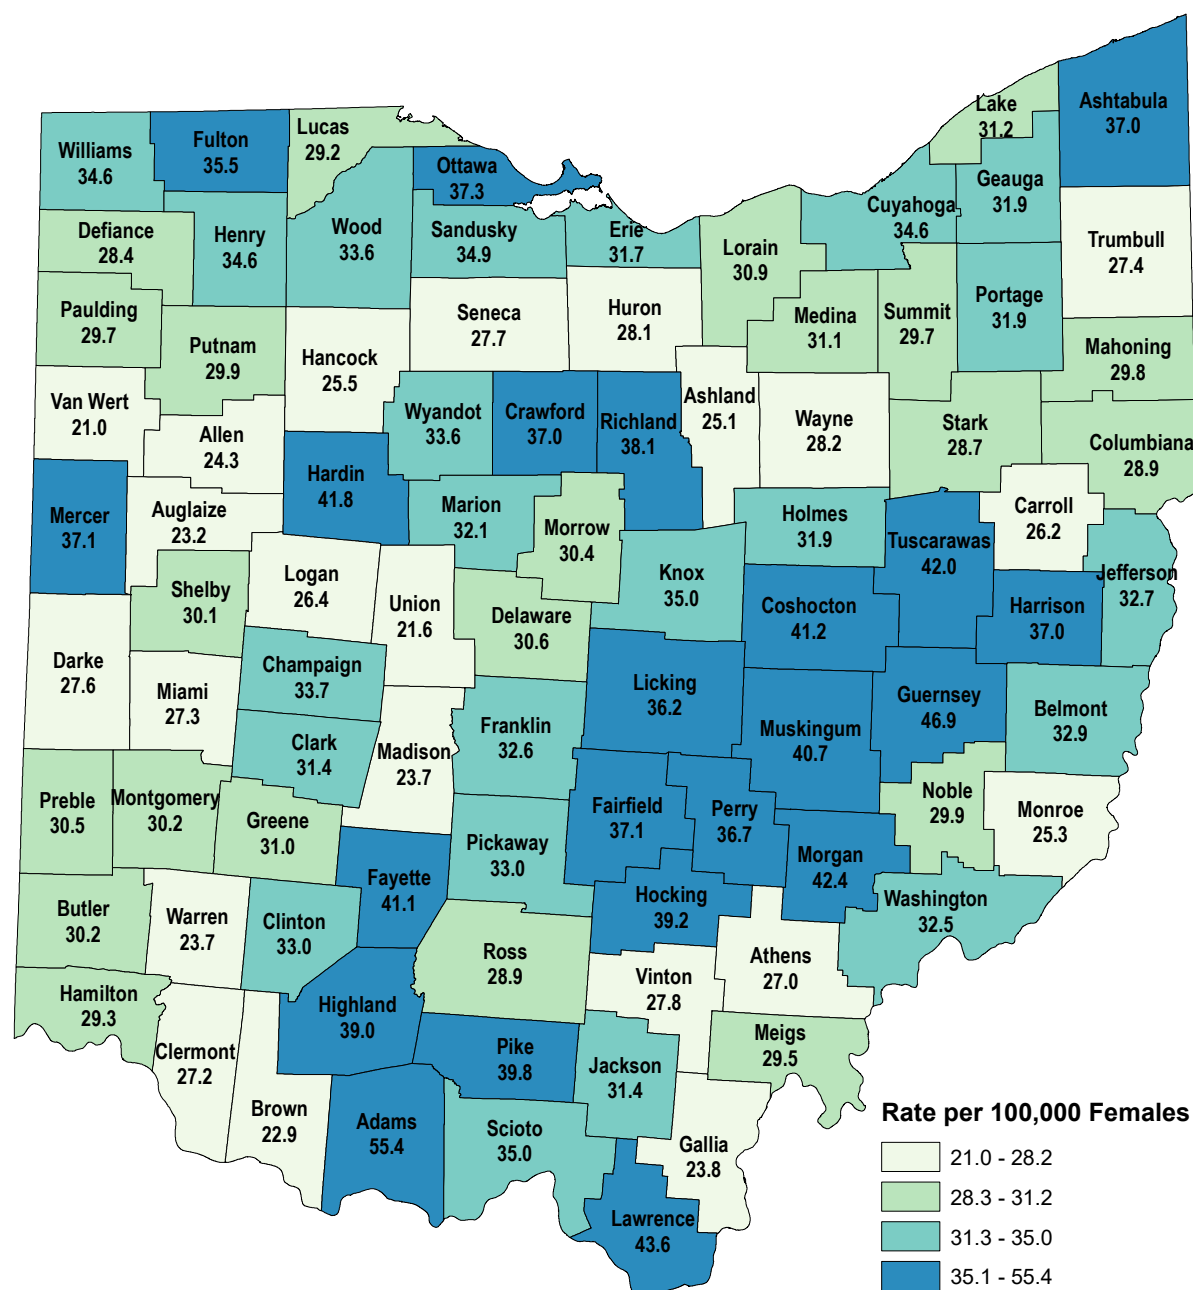 Lake
31.2
Ashtabula
37.0
Lucas
29.2
Fulton
35.5
Williams
34.6
Ottawa
37.3
Geauga
31.9
Cuyahoga
34.6
Wood
33.6
Sandusky
34.9
Erie
31.7
Defiance
28.4
Henry
34.6
Lorain
30.9
Trumbull
27.4
Paulding
29.7
Seneca
27.7
Huron
28.1
Medina
31.1
Summit
29.7
Portage
31.9
Putnam
29.9
Hancock
25.5
Mahoning
29.8
Van Wert
21.0
Wyandot
33.6
Crawford
37.0
Richland
38.1
Ashland
25.1
Wayne
28.2
Stark
28.7
Allen
24.3
Columbiana
28.9
Hardin
41.8
Mercer
37.1
Auglaize
23.2
Marion
32.1
Morrow
30.4
Holmes
31.9
Carroll
26.2
Tuscarawas
42.0
Jefferson
32.7
Logan
26.4
Knox
35.0
Shelby
30.1
Union
21.6
Delaware
30.6
Coshocton
41.2
Harrison
37.0
Darke
27.6
Champaign
33.7
Miami
27.3
Licking
36.2
Guernsey
46.9
Belmont
32.9
Franklin
32.6
Muskingum
40.7
Clark
31.4
Madison
23.7
Preble
30.5
Montgomery
30.2
Greene
31.0
Fairfield
37.1
Perry
36.7
Noble
29.9
Monroe
25.3
Pickaway
33.0
Morgan
42.4
Fayette
41.1
Hocking
39.2
Washington
32.5
Butler
30.2
Warren
23.7
Clinton
33.0
Ross
28.9
Athens
27.0
Vinton
27.8
Hamilton
29.3
Highland
39.0
Meigs
29.5
Pike
39.8
Jackson
31.4
Clermont
27.2
Brown
22.9
Adams
55.4
Scioto
35.0
Gallia
23.8
Lawrence
43.6
Rate per 100,000 Females
21.0 - 28.2
28.3 - 31.2
31.3 - 35.0
35.1 - 55.4